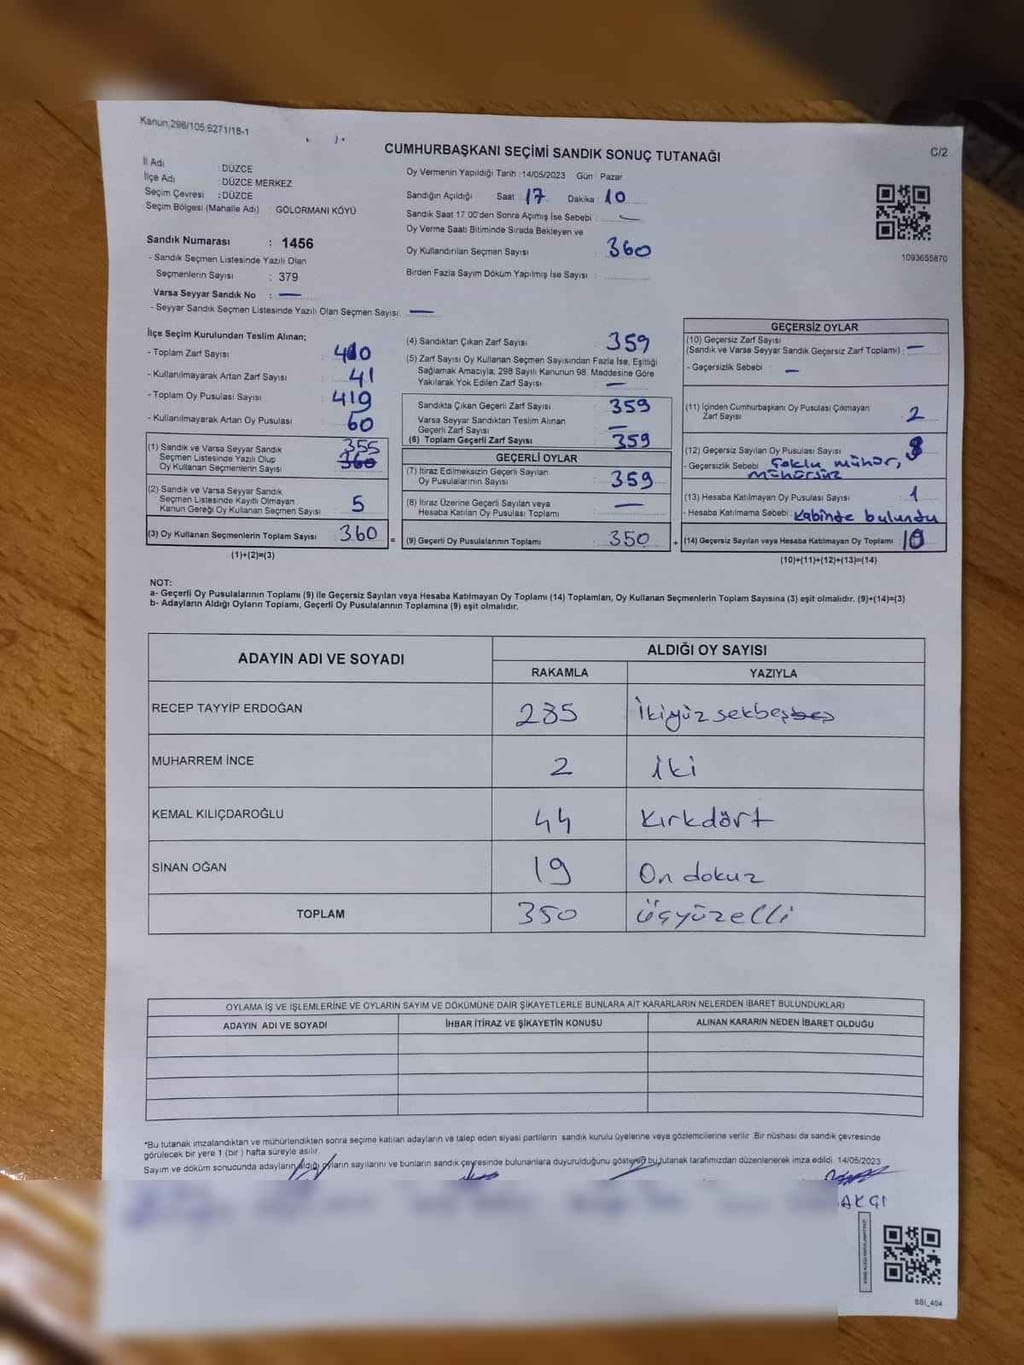 Kanun.298/105.6271/18-1
CUMHURBAŞKANI SEÇİMİ SANDIK SONUÇ TUTANAĞI
C/2
İl Adı : DÜZCE
İlçe Adı : DÜZCE MERKEZ
Seçim Çevresi : DÜZCE
Seçim Bölgesi (Mahalle Adı) : GÖLORMANI KÖYÜ
Oy Vermenin Yapıldığı Tarih : 14/05/2023 Gün : Pazar
Sandığın Açıldığı Saat : 17 Dakika : 10
Sandık Saat 17.00'den Sonra Açımış İse Sebebi : —
Oy Verme Saati Bitiminde Sırada Bekleyen ve
Oy Kullandırılan Seçmen Sayısı : 360
Birden Fazla Sayım Döküm Yapılmış İse Sayısı :
1093655870
Sandık Numarası : 1456
- Sandık Seçmen Listesinde Yazılı Olan
Seçmenlerin Sayısı : 379
Varsa Seyyar Sandık No : —
- Seyyar Sandık Seçmen Listesinde Yazılı Olan Seçmen Sayısı: —
İlçe Seçim Kurulundan Teslim Alınan;
- Toplam Zarf Sayısı : 400
- Kullanılmayarak Artan Zarf Sayısı : 41
- Toplam Oy Pusulası Sayısı : 419
- Kullanılmayarak Artan Oy Pusulası : 60
(1) Sandık ve Varsa Seyyar Sandık
Seçmen Listesinde Yazılı Olup
Oy Kullanan Seçmenlerin Sayısı
355
360
(2) Sandık ve Varsa Seyyar Sandık
Seçmen Listesinde Kayıtlı Olmayan
Kanun Gereği Oy Kullanan Seçmen Sayısı : 5
(3) Oy Kullanan Seçmenlerin Toplam Sayısı : 360
(1)+(2)=(3)
(4) Sandıktan Çıkan Zarf Sayısı : 359
(5) Zarf Sayısı Oy Kullanan Seçmen Sayısından Fazla İse, Eşitliği
Sağlamak Amacıyla; 298 Sayılı Kanunun 98. Maddesine Göre
Yakılarak Yok Edilen Zarf Sayısı : —
Sandıkta Çıkan Geçerli Zarf Sayısı : 359
Varsa Seyyar Sandıktan Teslim Alınan
Geçerli Zarf Sayısı : —
(6) Toplam Geçerli Zarf Sayısı : 359
GEÇERLİ OYLAR
(7) İtiraz Edilmeksizin Geçerli Sayılan
Oy Pusulalarının Sayısı : 359
(8) İtiraz Üzerine Geçerli Sayılan veya
Hesaba Katılan Oy Pusulası Toplamı : —
= (9) Geçerli Oy Pusulalarının Toplamı : 350
GEÇERSİZ OYLAR
(10) Geçersiz Zarf Sayısı
(Sandık ve Varsa Seyyar Sandık Geçersiz Zarf Toplamı) : —
- Geçersizlik Sebebi : —
(11) İçinden Cumhurbaşkanı Oy Pusulası Çıkmayan
Zarf Sayısı : 2
(12) Geçersiz Sayılan Oy Pusulası Sayısı :
- Geçersizlik Sebebi : Çoklu mühür,
mühürsüz
(13) Hesaba Katılmayan Oy Pusulası Sayısı : 1
- Hesaba Katılmama Sebebi : Kabinde bulundu
+ (14) Geçersiz Sayılan veya Hesaba Katılmayan Oy Toplamı : 10
(10)+(11)+(12)+(13)=(14)
NOT:
a- Geçerli Oy Pusulalarının Toplamı (9) ile Geçersiz Sayılan veya Hesaba Katılmayan Oy Toplamı (14) Toplamları, Oy Kullanan Seçmenlerin Toplam Sayısına (3) eşit olmalıdır. (9)+(14)=(3)
b- Adayların Aldığı Oyların Toplamı, Geçerli Oy Pusulalarının Toplamına (9) eşit olmalıdır.
ADAYIN ADI VE SOYADI
ALDIĞI OY SAYISI
RAKAMLA YAZIYLA
RECEP TAYYİP ERDOĞAN 285 İkiyüzsekbeşbeş
MUHARREM İNCE 2 iki
KEMAL KILIÇDAROĞLU 44 Kırkdört
SİNAN OĞAN 19 On dokuz
TOPLAM 350 üçyüzelli
OYLAMA İŞ VE İŞLEMLERİNE VE OYLARIN SAYIM VE DÖKÜMÜNE DAİR ŞİKAYETLERLE BUNLARA AİT KARARLARIN NELERDEN İBARET BULUNDUKLARI
ADAYIN ADI VE SOYADI İHBAR İTİRAZ VE ŞİKAYETİN KONUSU ALINAN KARARIN NEDEN İBARET OLDUĞU
*Bu tutanak imzalandıktan ve mühürlendikten sonra seçime katılan adayların ve talep eden siyasi partilerin sandık kurulu üyelerine veya gözlemcilerine verilir. Bir nüshası da sandık çevresinde
görülecek bir yere 1 (bir) hafta süreyle asılır.
Sayım ve döküm sonucunda adayların aldığı oyların sayılarını ve bunların sandık çevresinde bulunanlara duyurulduğunu gösteren bu tutanak tarafımızdan düzenlenerek imza edildi. 14/05/2023
AKÇI
SSI_404